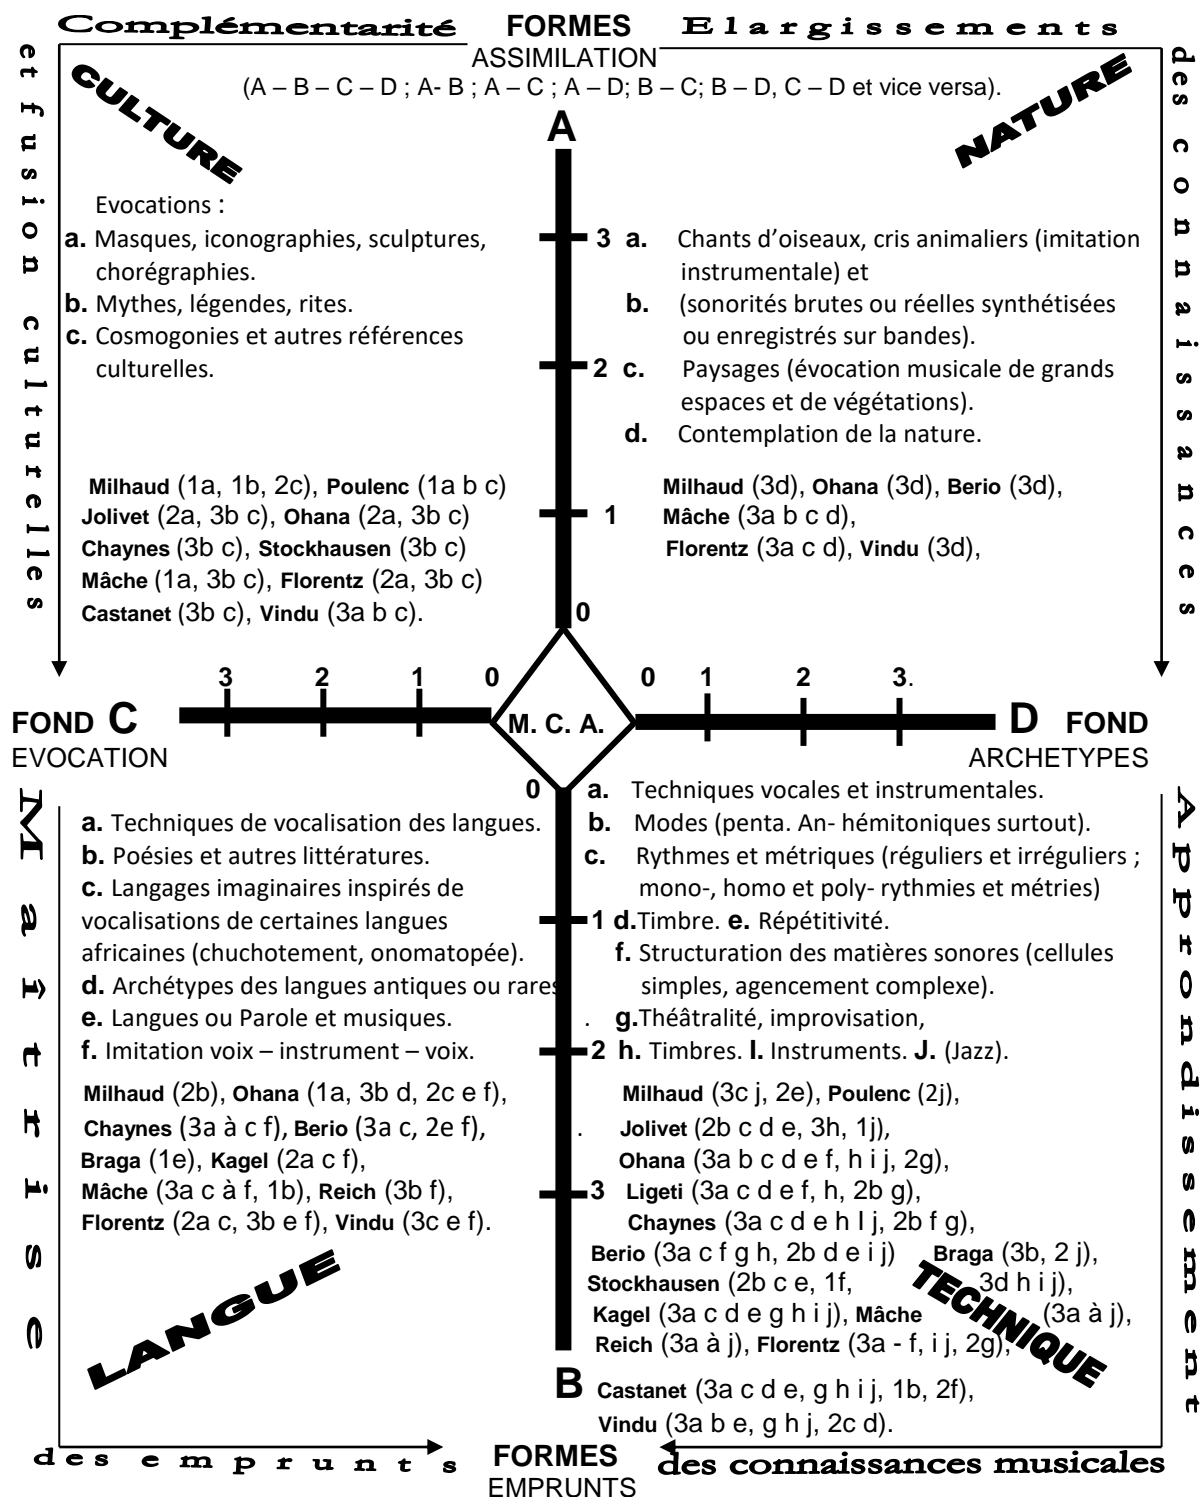 Complémentarité FORMES Elargissements
ASSIMILATION
(A – B – C – D ; A- B ; A – C ; A – D; B – C; B – D, C – D et vice versa).
et fusion culturelles
des connaissances
CULTURE
NATURE
A
Evocations :
a. Masques, iconographies, sculptures,
chorégraphies.
b. Mythes, légendes, rites.
c. Cosmogonies et autres références
culturelles.
3
2
1
0
a. Chants d'oiseaux, cris animaliers (imitation
instrumentale) et
b. (sonorités brutes ou réelles synthétisées
ou enregistrés sur bandes).
c. Paysages (évocation musicale de grands
espaces et de végétations).
d. Contemplation de la nature.
Milhaud (1a, 1b, 2c), Poulenc (1a b c)
Jolivet (2a, 3b c), Ohana (2a, 3b c)
Chaynes (3b c), Stockhausen (3b c)
Mâche (1a, 3b c), Florentz (2a, 3b c)
Castanet (3b c), Vindu (3a b c).
Milhaud (3d), Ohana (3d), Berio (3d),
Mâche (3a b c d),
Florentz (3a c d), Vindu (3d),
3 2 1 0 0 1 2 3.
FOND C M. C. A. D FOND
EVOCATION ARCHETYPES
Maîtrise
Approndissement
0
1
2
3
a. Techniques de vocalisation des langues.
b. Poésies et autres littératures.
c. Langages imaginaires inspirés de
vocalisations de certaines langues
africaines (chuchotement, onomatopée).
d. Archétypes des langues antiques ou rares
e. Langues ou Parole et musiques.
f. Imitation voix – instrument – voix.
Milhaud (2b), Ohana (1a, 3b d, 2c e f),
Chaynes (3a à c f), Berio (3a c, 2e f),
Braga (1e), Kagel (2a c f),
Mâche (3a c à f, 1b), Reich (3b f),
Florentz (2a c, 3b e f), Vindu (3c e f).
LANGUE
a. Techniques vocales et instrumentales.
b. Modes (penta. An- hémitoniques surtout).
c. Rythmes et métriques (réguliers et irréguliers ;
mono-, homo et poly- rythmies et métries)
d.Timbre. e. Répétitivité.
f. Structuration des matières sonores (cellules
simples, agencement complexe).
. g.Théâtralité, improvisation,
h. Timbres. I. Instruments. J. (Jazz).
Milhaud (3c j, 2e), Poulenc (2j),
. Jolivet (2b c d e, 3h, 1j),
Ohana (3a b c d e f, h i j, 2g),
Ligeti (3a c d e f, h, 2b g),
Chaynes (3a c d e h I j, 2b f g),
Berio (3a c f g h, 2b d e i j) Braga (3b, 2 j),
Stockhausen (2b c e, 1f, 3d h i j),
Kagel (3a c d e g h i j), Mâche (3a à j),
Reich (3a à j), Florentz (3a - f, i j, 2g),
TECHNIQUE
B
Castanet (3a c d e, g h i j, 1b, 2f),
Vindu (3a b e, g h j, 2c d).
des emprunts FORMES des connaissances musicales
EMPRUNTS